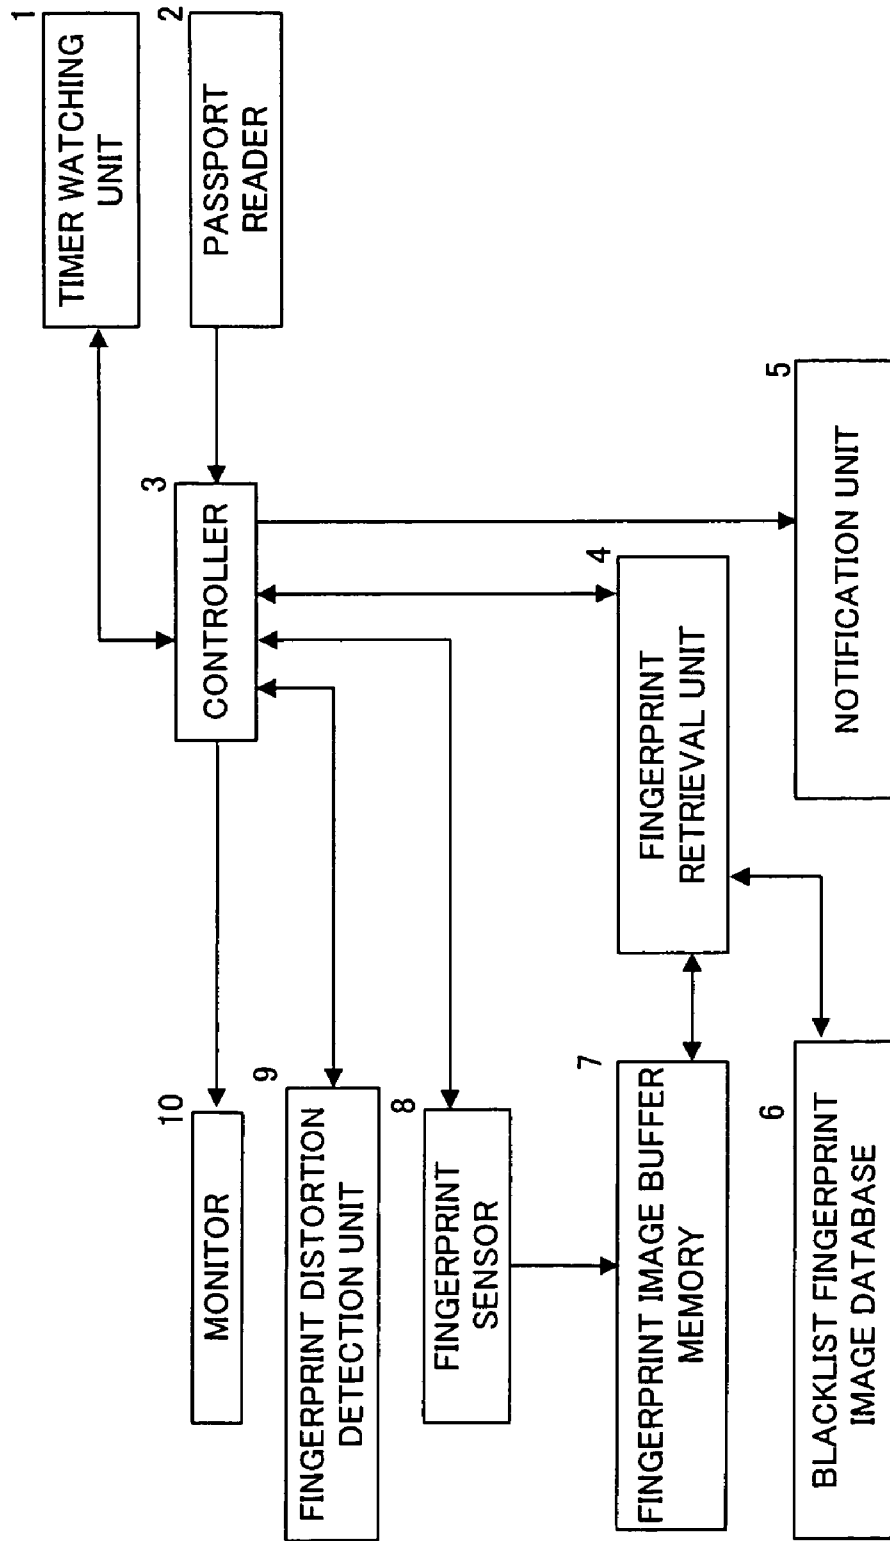 1
TIMER WATCHING
UNIT
2
PASSPORT
READER
3
CONTROLLER
4
FINGERPRINT
RETRIEVAL UNIT
5
NOTIFICATION UNIT
10
MONITOR
9
FINGERPRINT DISTORTION
DETECTION UNIT
8
FINGERPRINT
SENSOR
7
FINGERPRINT IMAGE BUFFER
MEMORY
6
BLACKLIST FINGERPRINT
IMAGE DATABASE